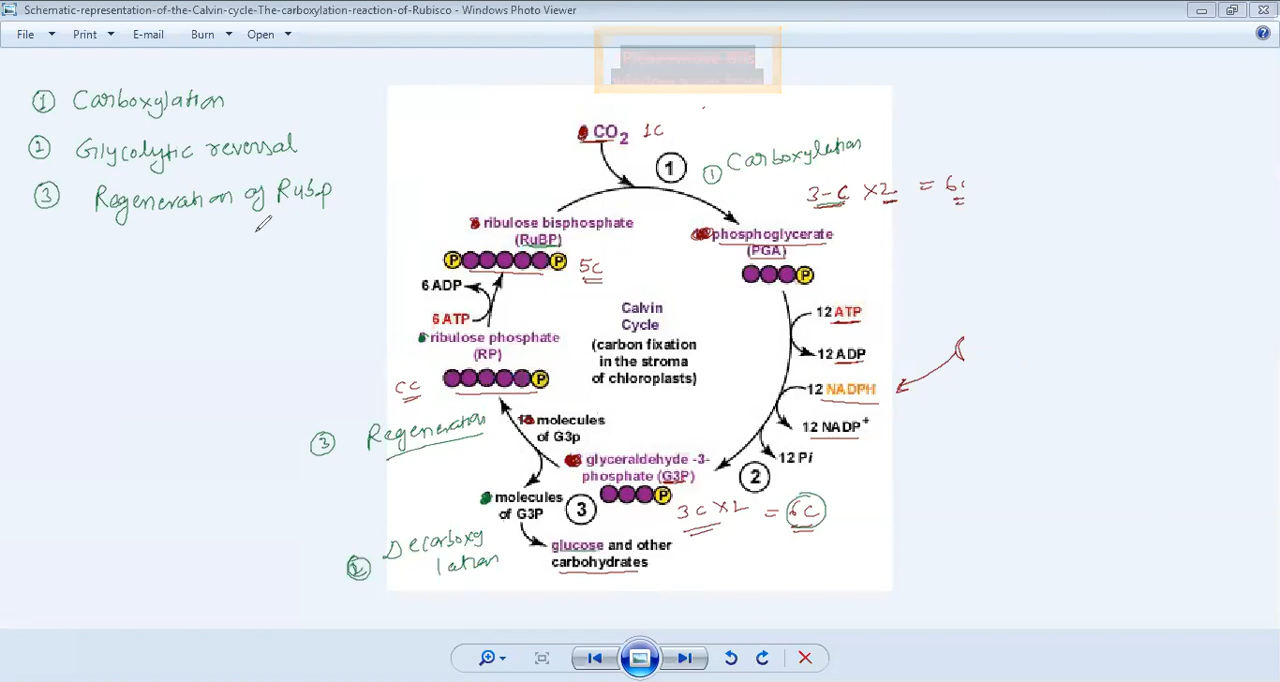 Schematic-representation-of-the-Calvin-cycle-The-carboxylation-reaction-of-Rubisco - Windows Photo Viewer
File Print E-mail Burn Open
① Carboxylation
② Glycolytic reversal
③ Regeneration of RuBP
CO2 1C
1
① Carboxylation
3-C X2 = 6
ribulose bisphosphate
(RuBP)
P P
5C
phosphoglycerate
(PGA)
P
6 ADP
6 ATP
ribulose phosphate
(RP)
P
CC
Calvin
Cycle
(carbon fixation
in the stroma
of chloroplasts)
12 ATP
12 ADP
12 NADPH
12 NADP+
12 Pi
2
③ Regeneration
molecules
of G3p
glyceraldehyde -3-
phosphate (G3P)
P
3C X2 = 6C
3
molecules
of G3P
② Decarboxy
lation
glucose and other
carbohydrates